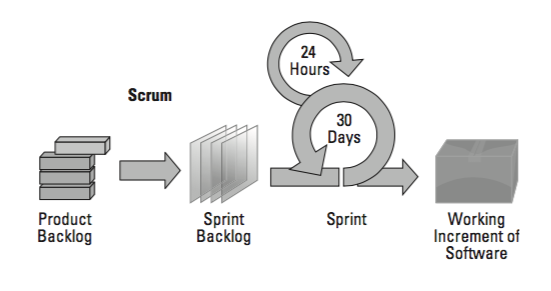 24
Hours
Scrum
30
Days
Product
Backlog
Sprint
Backlog
Sprint
Working
Increment of
Software